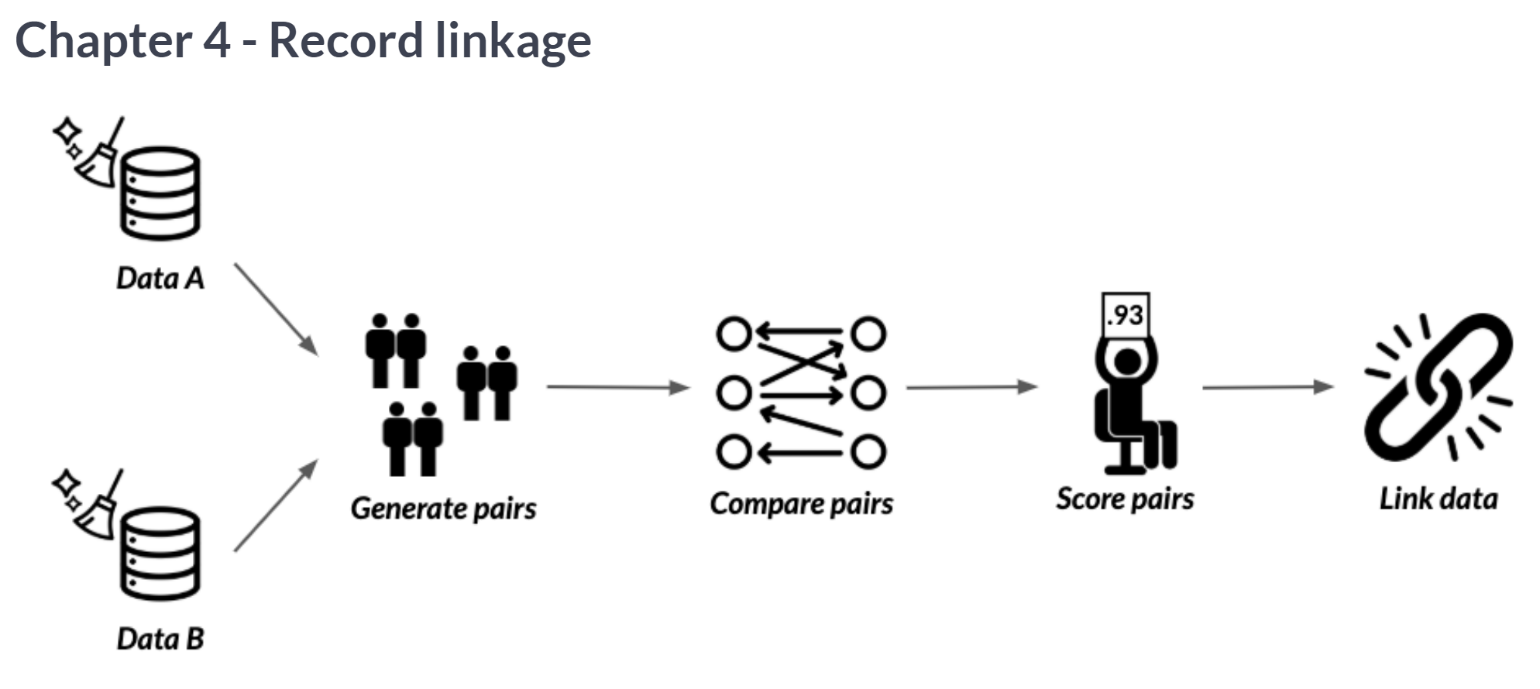 Chapter 4 - Record linkage
Data A
.93
Generate pairs
Compare pairs
Score pairs
Link data
Data B